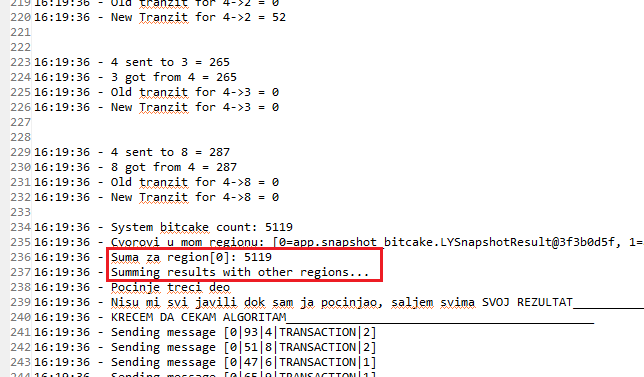 219 16:19:36 - Old tranzit for 4->2 = 0
220 16:19:36 - New Tranzit for 4->2 = 52
221
222
223 16:19:36 - 4 sent to 3 = 265
224 16:19:36 - 3 got from 4 = 265
225 16:19:36 - Old tranzit for 4->3 = 0
226 16:19:36 - New Tranzit for 4->3 = 0
227
228
229 16:19:36 - 4 sent to 8 = 287
230 16:19:36 - 8 got from 4 = 287
231 16:19:36 - Old tranzit for 4->8 = 0
232 16:19:36 - New Tranzit for 4->8 = 0
233
234 16:19:36 - System bitcake count: 5119
235 16:19:36 - Cvorovi u mom regionu: [0=app.snapshot_bitcake.LYSnapshotResult@3f3b0d5f, 1=
236 16:19:36 - Suma za region[0]: 5119
237 16:19:36 - Summing results with other regions...
238 16:19:36 - Pocinje treci deo
239 16:19:36 - Nisu mi svi javili dok sam ja pocinjao, saljem svima SVOJ REZULTAT___________
240 16:19:36 - KRECEM DA CEKAM ALGORITAM____________________________________________
241 16:19:36 - Sending message [0|93|4|TRANSACTION|2]
242 16:19:36 - Sending message [0|51|8|TRANSACTION|2]
243 16:19:36 - Sending message [0|47|6|TRANSACTION|1]
244 16:19:36 - Sending message [0|65|9|TRANSACTION|1]